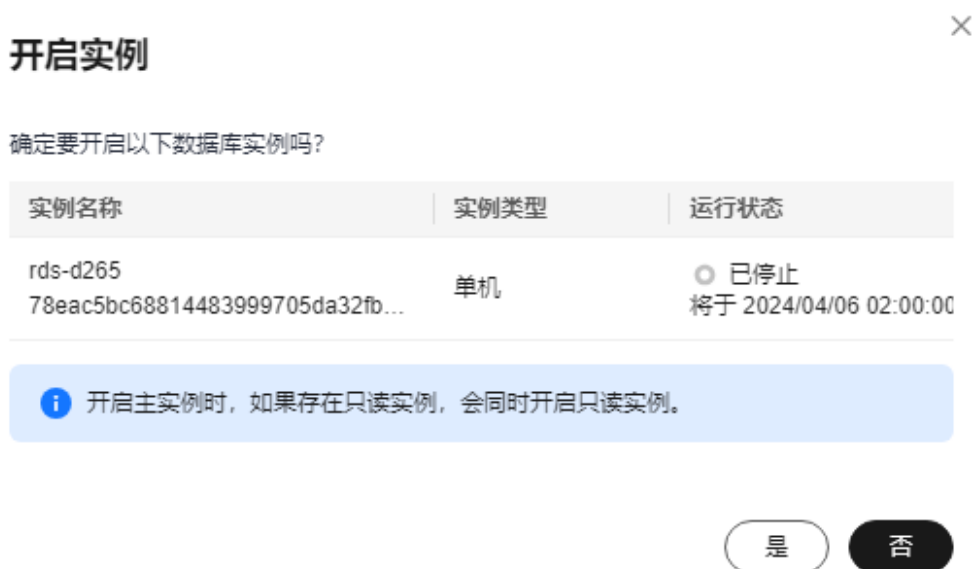 开启实例
确定要开启以下数据库实例吗?
实例名称 实例类型 运行状态
rds-d265
78eac5bc68814483999705da32fb...
单机
已停止
将于 2024/04/06 02:00:00
开启主实例时，如果存在只读实例，会同时开启只读实例。
是 否